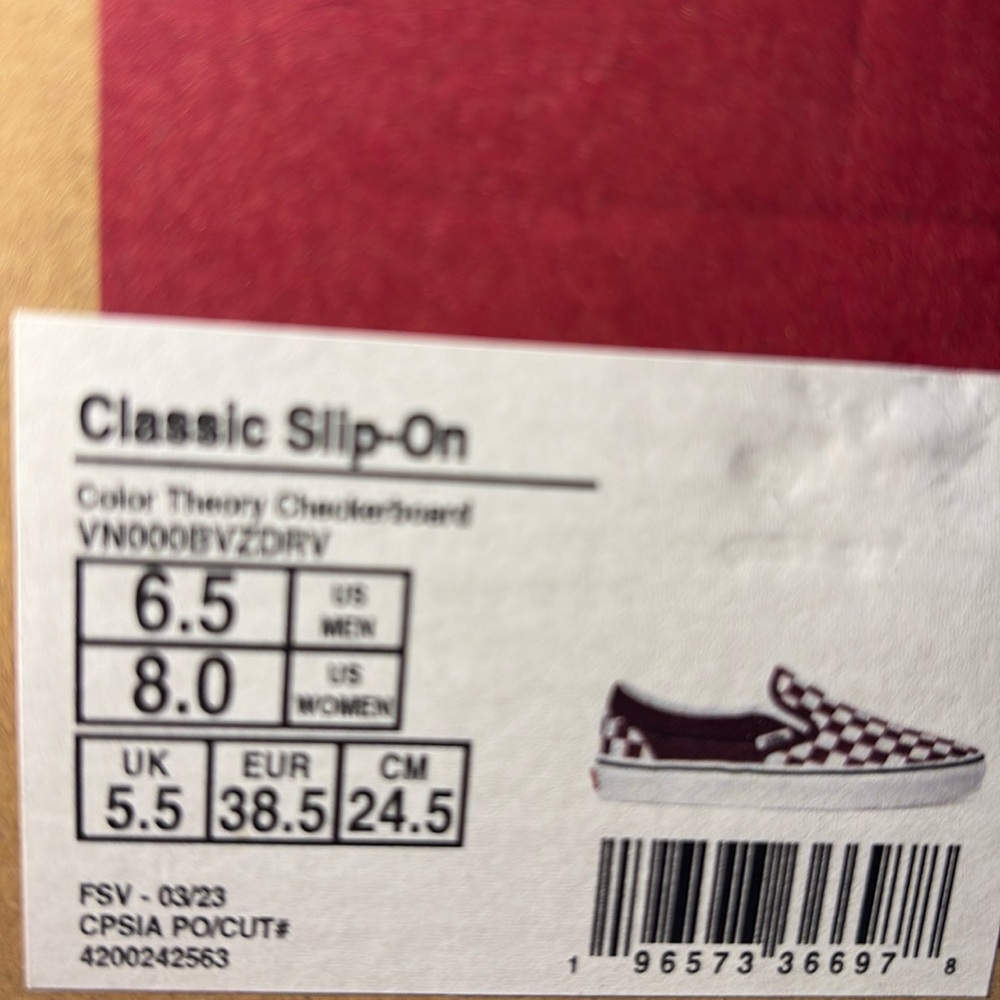 Classic Slip-On
Color Theory Checkerboard
VN000BVZDRV
6.5 US MEN
8.0 US WOMEN
UK EUR CM
5.5 38.5 24.5
FSV - 03/23
CPSIA PO/CUT#
4200242563
1 96573 36697 8